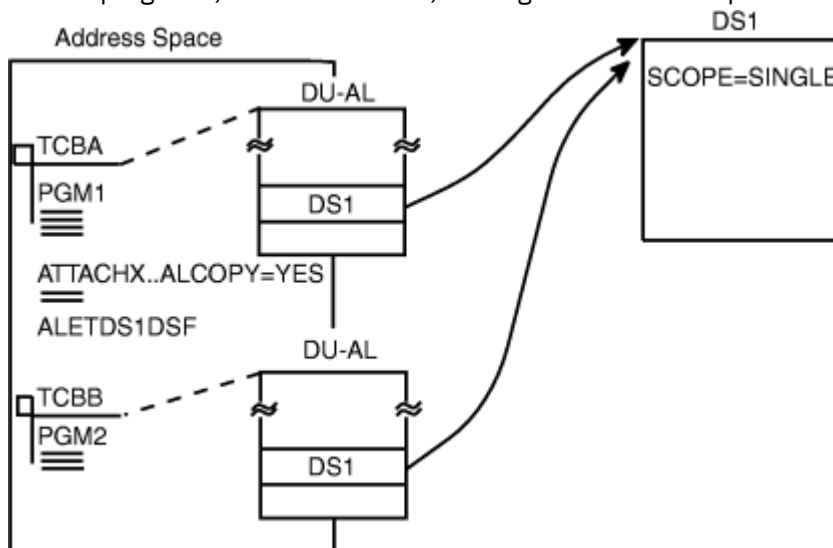 DS1
Address Space
DU-AL
SCOPE=SINGLE
TCBA
PGM1
DS1
ATTACHX..ALCOPY=YES
ALETDS1DSF
DU-AL
TCBB
PGM2
DS1